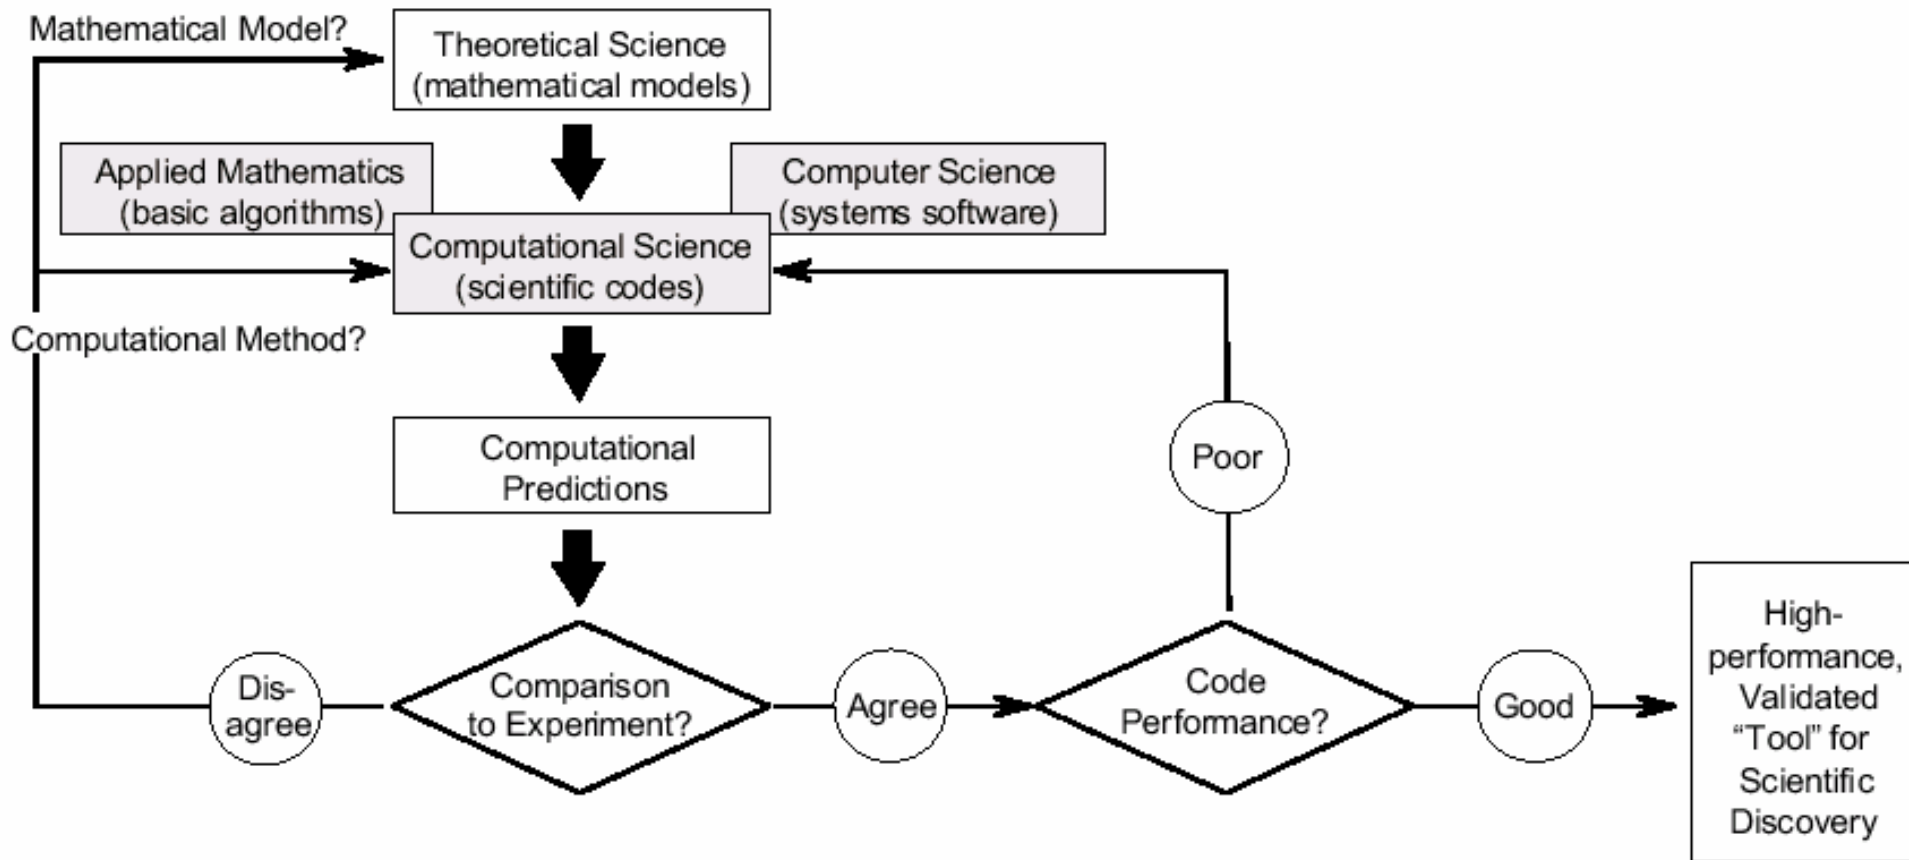 Mathematical Model?
Theoretical Science
(mathematical models)
Applied Mathematics
(basic algorithms)
Computer Science
(systems software)
Computational Science
(scientific codes)
Computational Method?
Computational
Predictions
Poor
Dis-
agree
Comparison
to Experiment?
Agree
Code
Performance?
Good
High-
performance,
Validated
“Tool” for
Scientific
Discovery